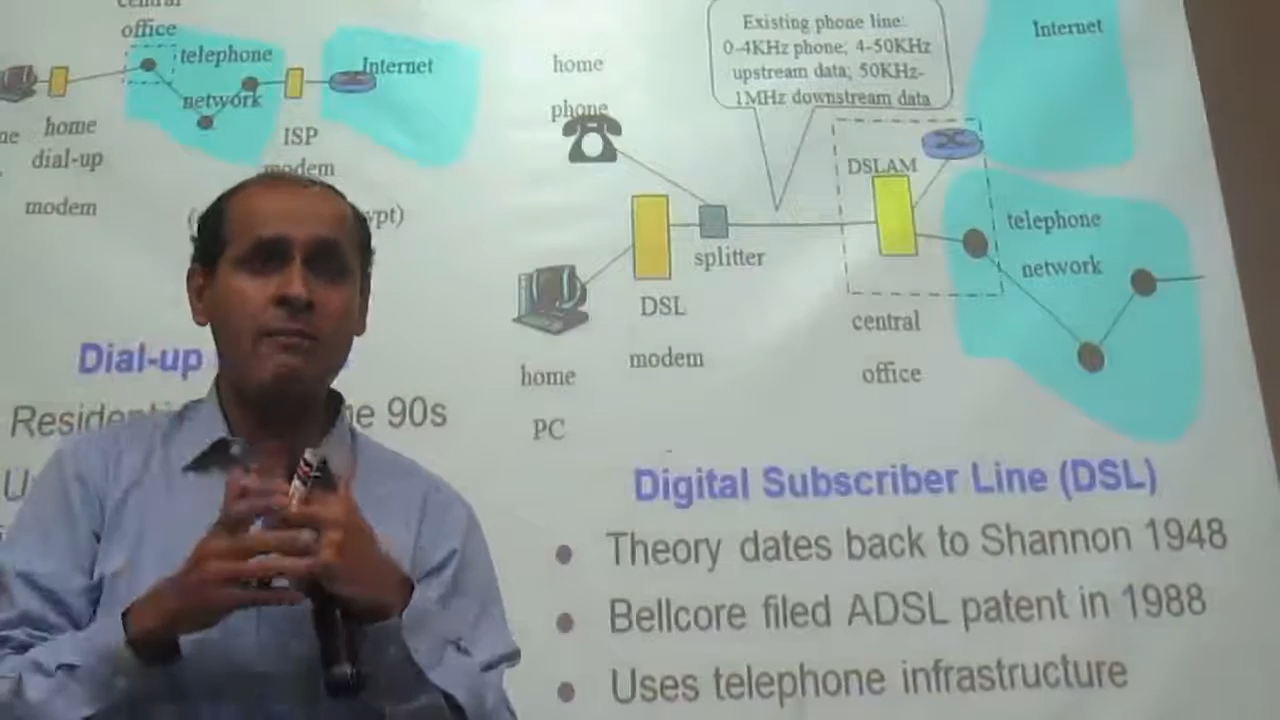 central
office
telephone
network
Internet
home
dial-up
modem
ISP
modem
Dial-up
90s
home
phone
Existing phone line:
0-4KHz phone; 4-50KHz
upstream data; 50KHz-
1MHz downstream data
Internet
DSLAM
splitter
DSL
modem
home
PC
central
office
telephone
network
Digital Subscriber Line (DSL)
• Theory dates back to Shannon 1948
• Bellcore filed ADSL patent in 1988
• Uses telephone infrastructure